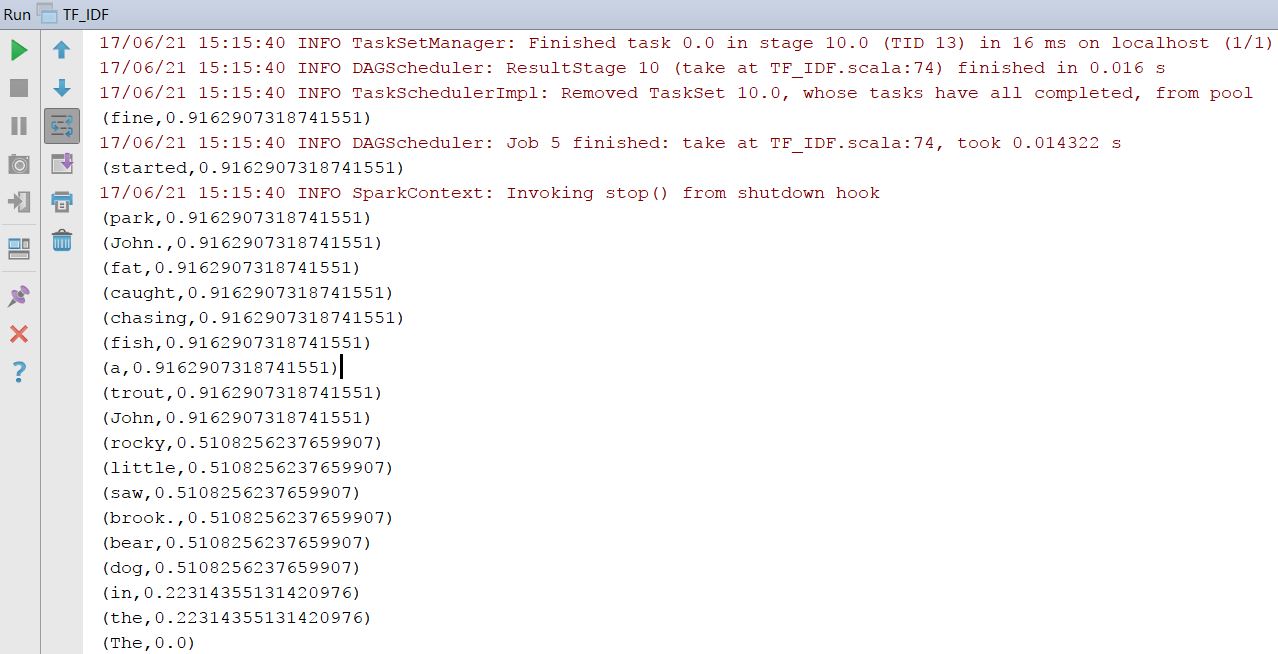 Run TF_IDF
17/06/21 15:15:40 INFO TaskSetManager: Finished task 0.0 in stage 10.0 (TID 13) in 16 ms on localhost (1/1)
17/06/21 15:15:40 INFO DAGScheduler: ResultStage 10 (take at TF_IDF.scala:74) finished in 0.016 s
17/06/21 15:15:40 INFO TaskSchedulerImpl: Removed TaskSet 10.0, whose tasks have all completed, from pool
(fine,0.9162907318741551)
17/06/21 15:15:40 INFO DAGScheduler: Job 5 finished: take at TF_IDF.scala:74, took 0.014322 s
(started,0.9162907318741551)
17/06/21 15:15:40 INFO SparkContext: Invoking stop() from shutdown hook
(park,0.9162907318741551)
(John.,0.9162907318741551)
(fat,0.9162907318741551)
(caught,0.9162907318741551)
(chasing,0.9162907318741551)
(fish,0.9162907318741551)
(a,0.9162907318741551)
(trout,0.9162907318741551)
(John,0.9162907318741551)
(rocky,0.5108256237659907)
(little,0.5108256237659907)
(saw,0.5108256237659907)
(brook.,0.5108256237659907)
(bear,0.5108256237659907)
(dog,0.5108256237659907)
(in,0.22314355131420976)
(the,0.22314355131420976)
(The,0.0)